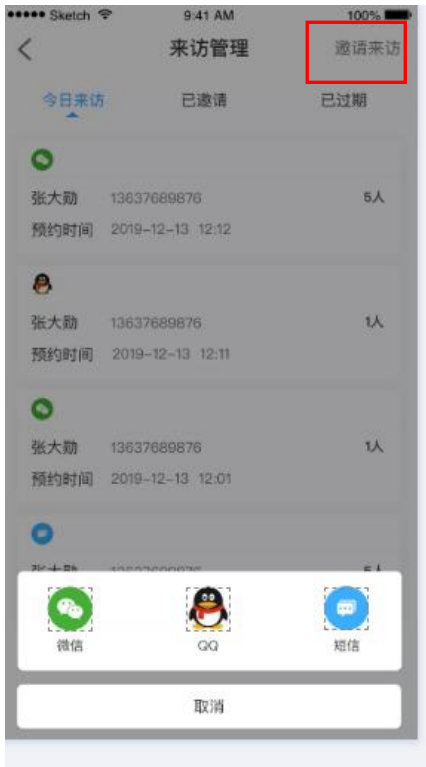 Sketch 9:41 AM 100%
来访管理 邀请来访
今日来访 已邀请 已过期
张大勋 13637689876 5人
预约时间 2019-12-13 12:12
张大勋 13637689876 1人
预约时间 2019-12-13 12:11
张大勋 13637689876 1人
预约时间 2019-12-13 12:01
微信 QQ 短信
取消